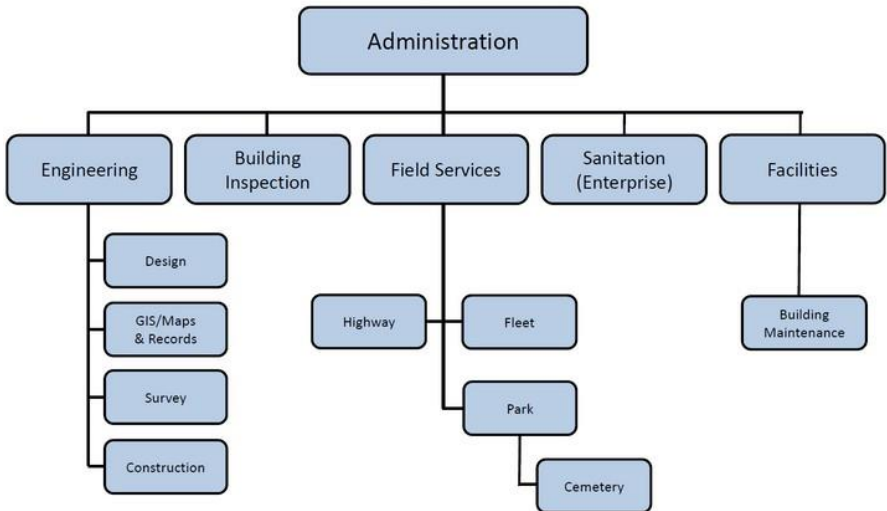 Administration
Engineering
Building
Inspection
Field Services
Sanitation
(Enterprise)
Facilities
Design
GIS/Maps
& Records
Survey
Construction
Highway
Fleet
Park
Cemetery
Building
Maintenance